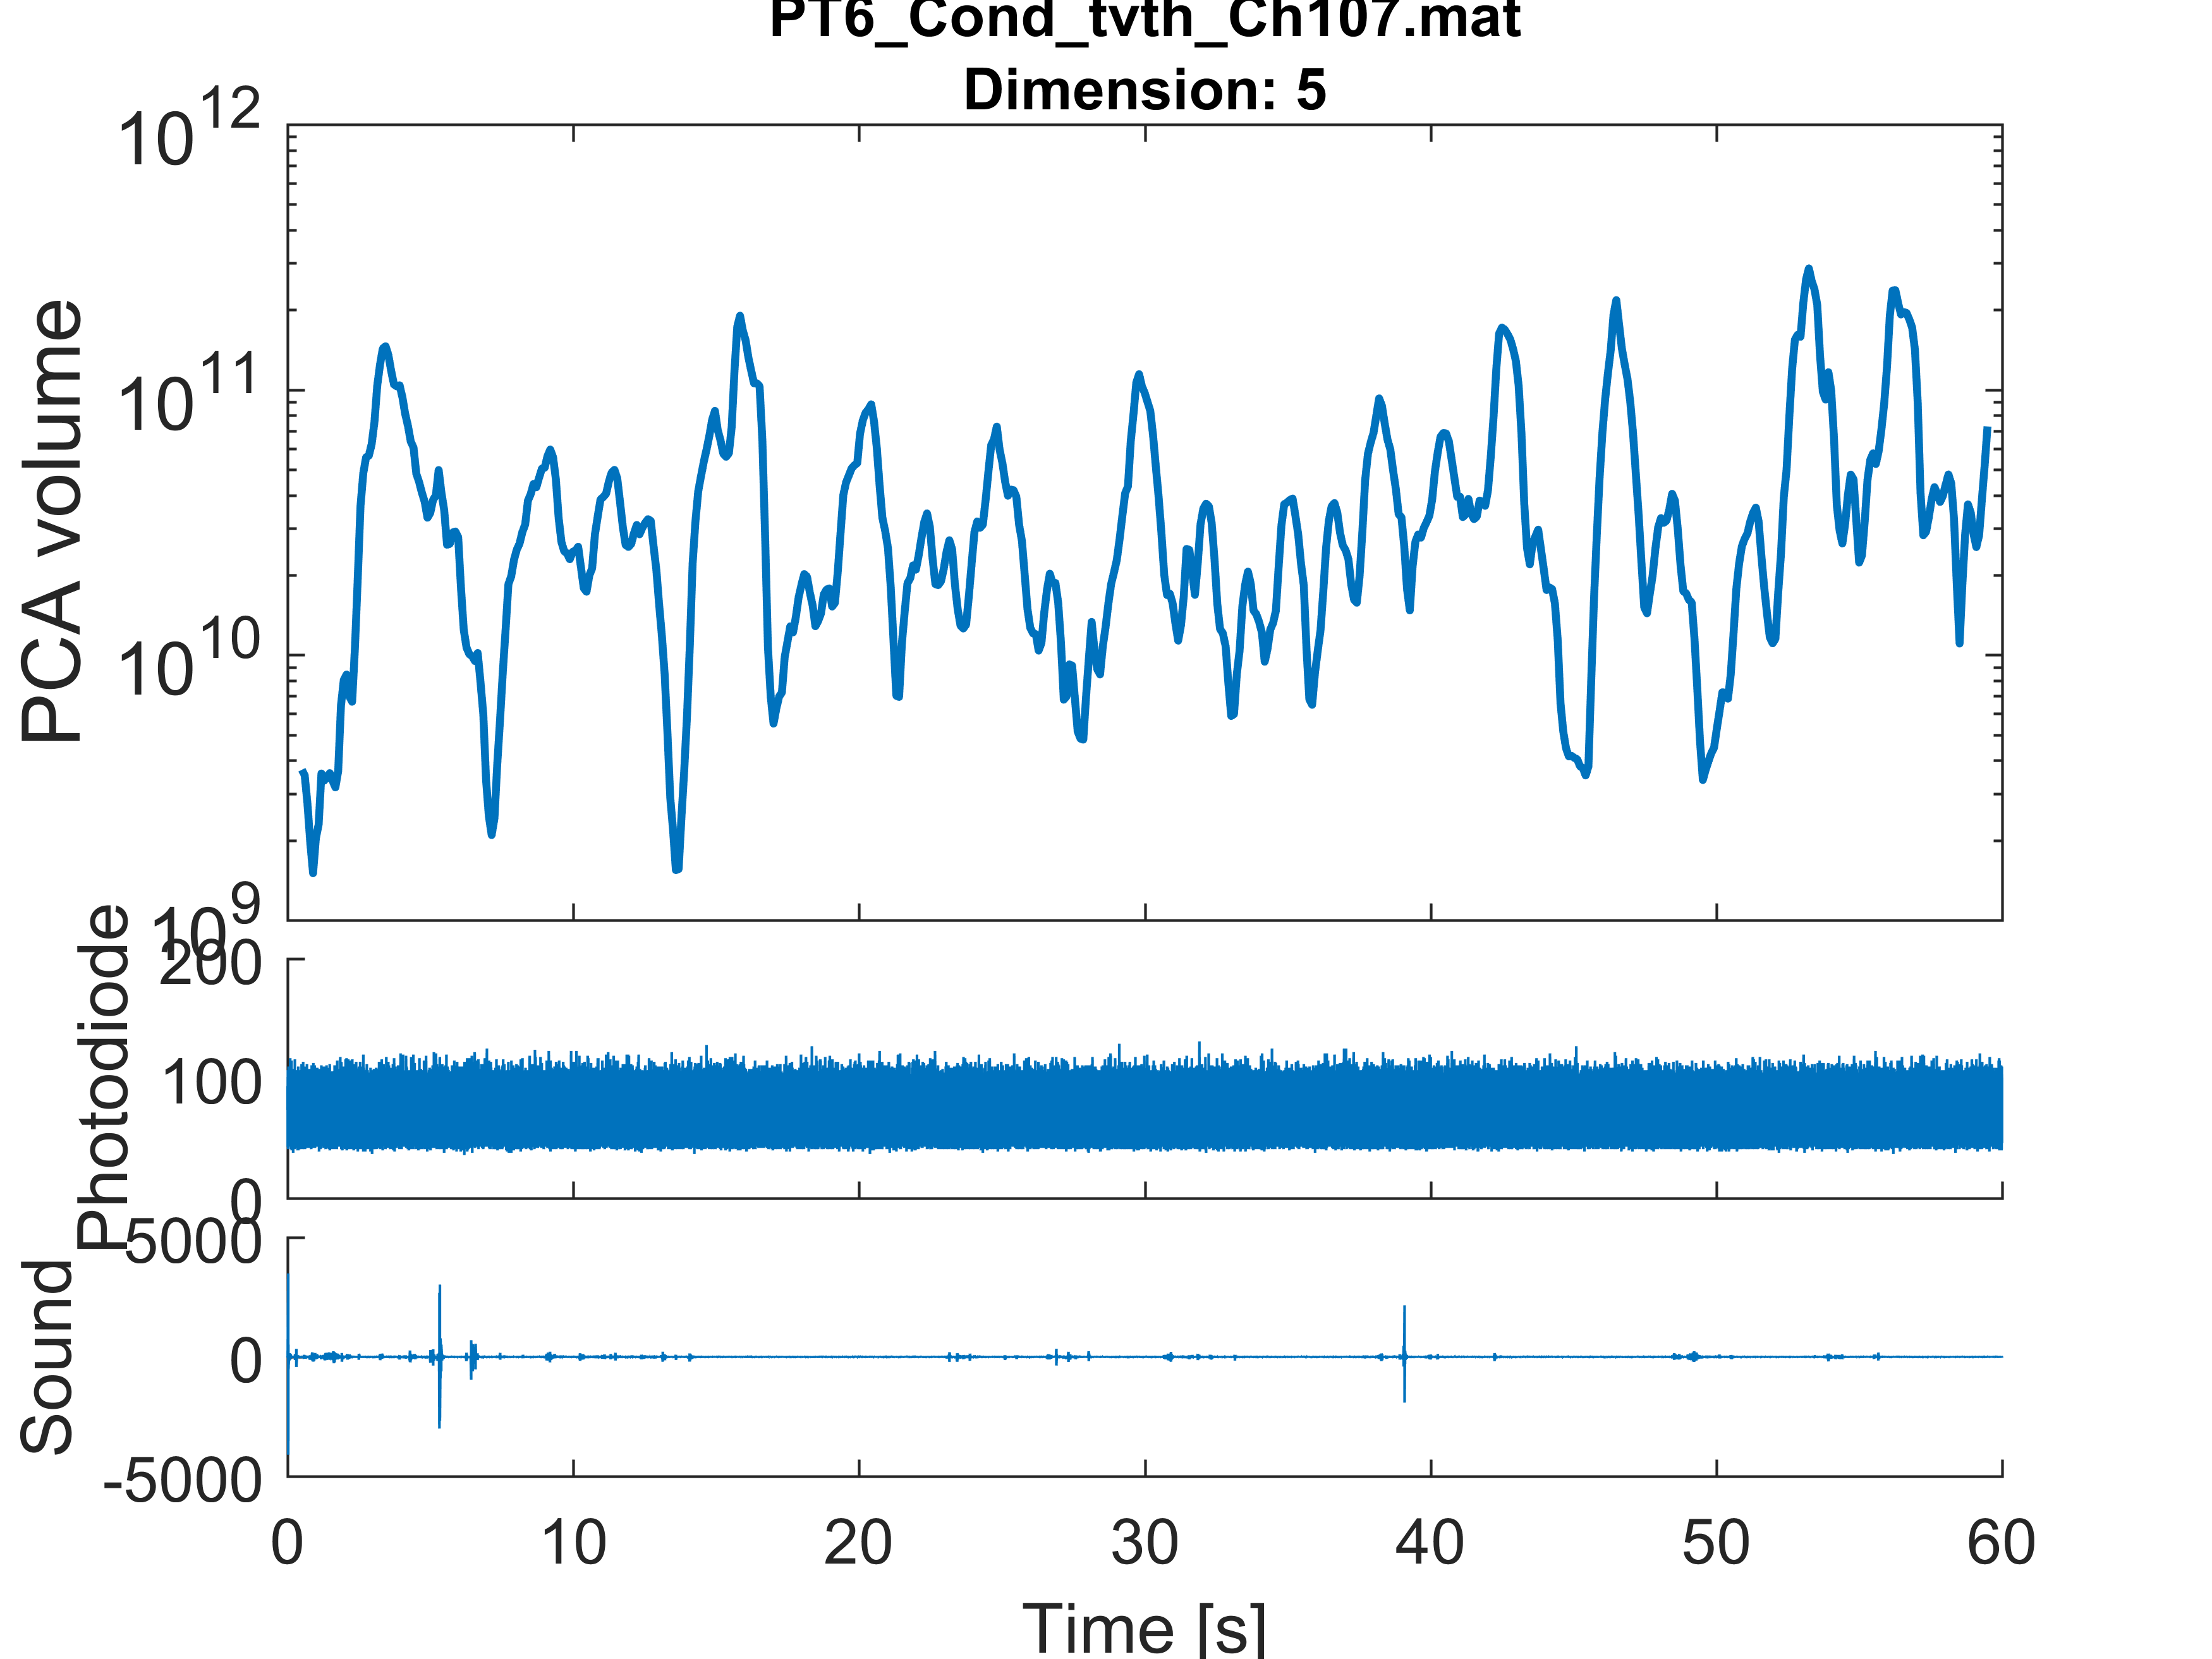 PT6_Cond_tvth_Ch107.mat
Dimension: 5
PCA volume
10^12
10^11
10^10
10^9
Photodiode
200
100
0
Sound
5000
0
-5000
0 10 20 30 40 50 60
Time [s]